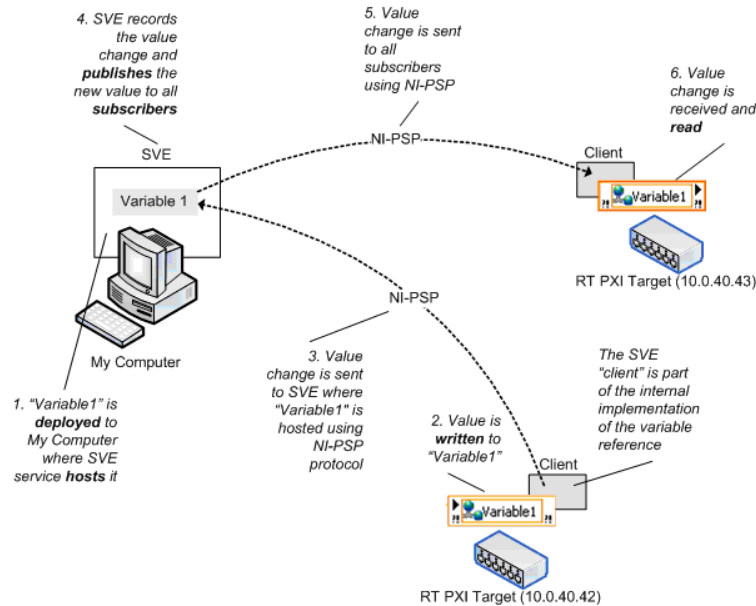 4. SVE records
the value
change and
publishes the
new value to all
subscribers
5. Value
change is sent
to all
subscribers
using NI-PSP
6. Value
change is
received and
read
SVE
Variable 1
NI-PSP
Client
?! Variable1 ?!
RT PXI Target (10.0.40.43)
My Computer
NI-PSP
1. “Variable1” is
deployed to
My Computer
where SVE
service hosts it
3. Value
change is sent
to SVE where
"Variable1" is
hosted using
NI-PSP
protocol
2. Value is
written to
“Variable1”
The SVE
“client” is part
of the internal
implementation
of the variable
reference
Client
?! Variable1 ?!
RT PXI Target (10.0.40.42)